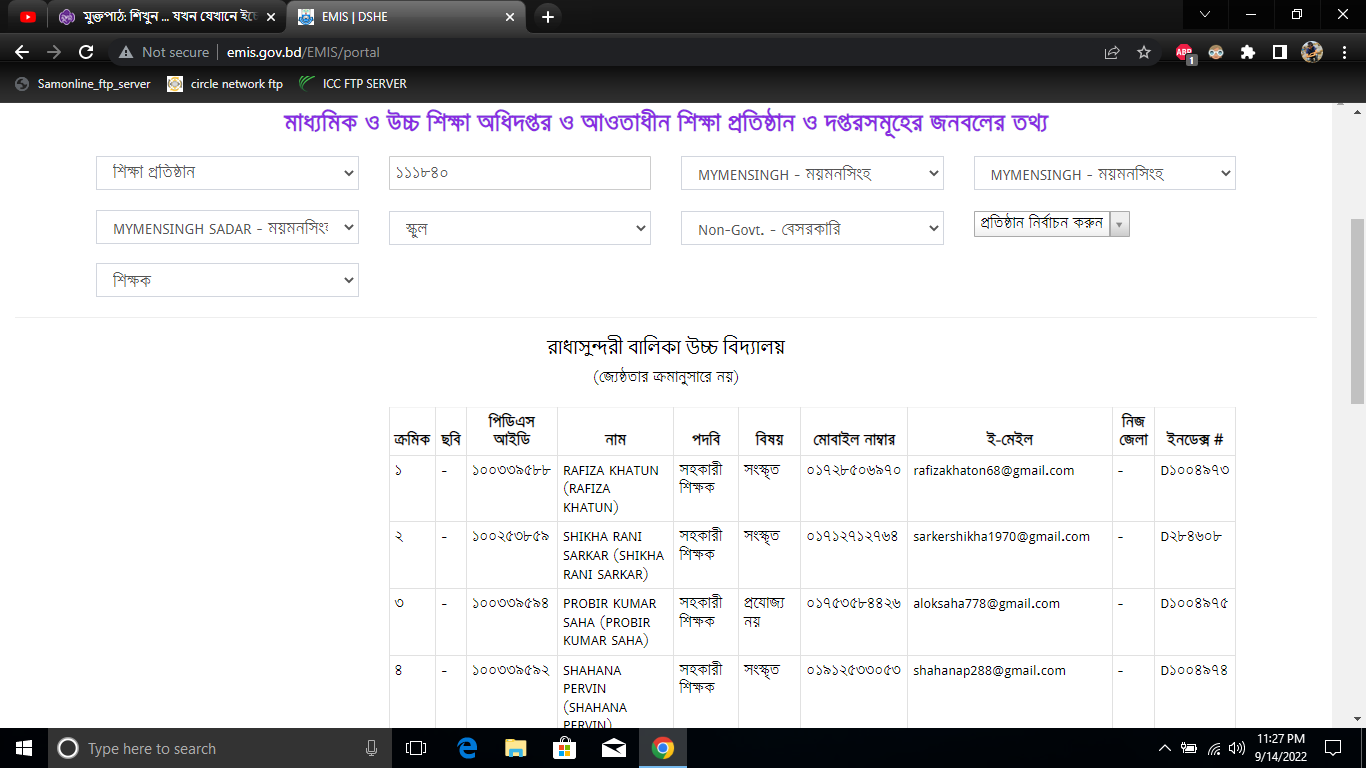 মুক্তপাঠ: শিখুন ... যখন যেখানে ইচ্ছে
EMIS | DSHE
Not secure | emis.gov.bd/EMIS/portal
Samonline_ftp_server circle network ftp ICC FTP SERVER
মাধ্যমিক ও উচ্চ শিক্ষা অধিদপ্তর ও আওতাধীন শিক্ষা প্রতিষ্ঠান ও দপ্তরসমূহের জনবলের তথ্য
শিক্ষা প্রতিষ্ঠান ১১১৮৪০ MYMENSINGH - ময়মনসিংহ MYMENSINGH - ময়মনসিংহ
MYMENSINGH SADAR - ময়মনসিংহ স্কুল Non-Govt. - বেসরকারি প্রতিষ্ঠান নির্বাচন করুন
শিক্ষক
রাধাসুন্দরী বালিকা উচ্চ বিদ্যালয়
(জ্যেষ্ঠতার ক্রমানুসারে নয়)
ক্রমিক ছবি পিডিএস আইডি নাম পদবি বিষয় মোবাইল নাম্বার ই-মেইল নিজ জেলা ইনডেক্স #
১ - ১০০৩৩৯৫৮৮ RAFIZA KHATUN (RAFIZA KHATUN) সহকারী শিক্ষক সংস্কৃত ০১৭২৮৫০৬৯৭০ rafizakhaton68@gmail.com - D১০০৪৯৭৩
২ - ১০০২৫৩৮৫৯ SHIKHA RANI SARKAR (SHIKHA RANI SARKAR) সহকারী শিক্ষক সংস্কৃত ০১৭১২৭১২৭৬৪ sarkershikha1970@gmail.com - D২৮৪৬০৮
৩ - ১০০৩৩৯৫৯৪ PROBIR KUMAR SAHA (PROBIR KUMAR SAHA) সহকারী শিক্ষক প্রযোজ্য নয় ০১৭৫৩৫৮৪৪২৬ aloksaha778@gmail.com - D১০০৪৯৭৫
৪ - ১০০৩৩৯৫৯২ SHAHANA PERVIN (SHAHANA PERVIN) সহকারী শিক্ষক সংস্কৃত ০১৯১২৫৩৩০৫৩ shahanap288@gmail.com - D১০০৪৯৭৪
Type here to search
11:27 PM
9/14/2022